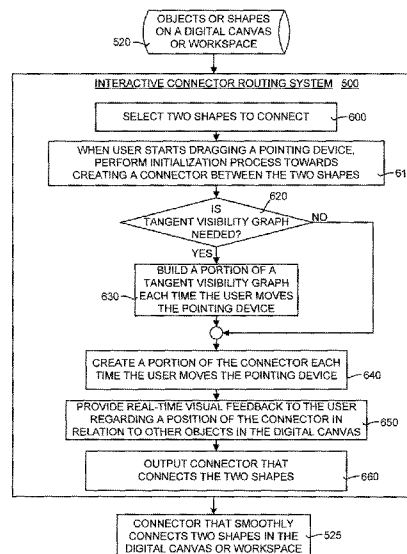 OBJECTS OR SHAPES
ON A DIGITAL CANVAS
OR WORKSPACE
520
INTERACTIVE CONNECTOR ROUTING SYSTEM 500
SELECT TWO SHAPES TO CONNECT
600
WHEN USER STARTS DRAGGING A POINTING DEVICE,
PERFORM INITIALIZATION PROCESS TOWARDS
CREATING A CONNECTOR BETWEEN THE TWO SHAPES
61
620
IS
TANGENT VISIBILITY GRAPH
NEEDED?
NO
YES
BUILD A PORTION OF A
TANGENT VISIBILITY GRAPH
EACH TIME THE USER MOVES
THE POINTING DEVICE
630
CREATE A PORTION OF THE CONNECTOR EACH
TIME THE USER MOVES THE POINTING DEVICE
640
PROVIDE REAL-TIME VISUAL FEEDBACK TO THE USER
REGARDING A POSITION OF THE CONNECTOR IN
RELATION TO OTHER OBJECTS IN THE DIGITAL CANVAS
650
OUTPUT CONNECTOR THAT
CONNECTS THE TWO SHAPES
660
CONNECTOR THAT SMOOTHLY
CONNECTS TWO SHAPES IN THE
DIGITAL CANVAS OR WORKSPACE
525